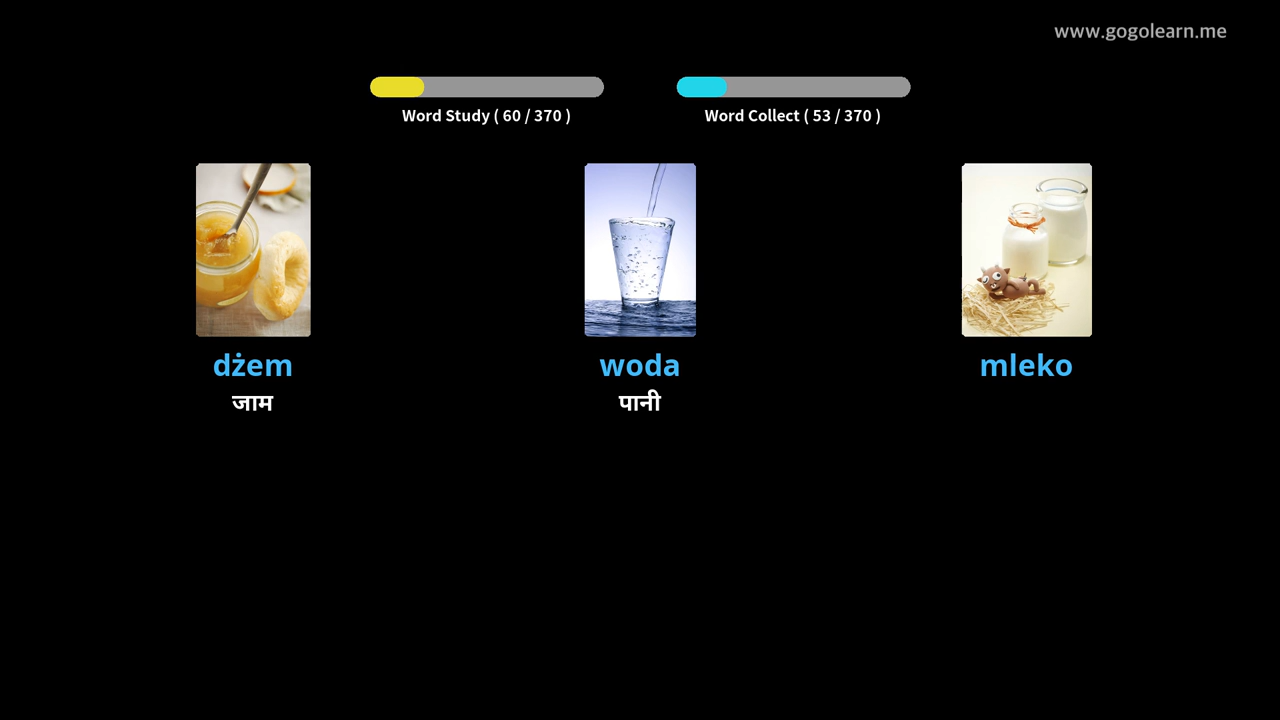 www.gogolearn.me
Word Study ( 60 / 370 )
Word Collect ( 53 / 370 )
dżem
woda
mleko
जाम
पानी